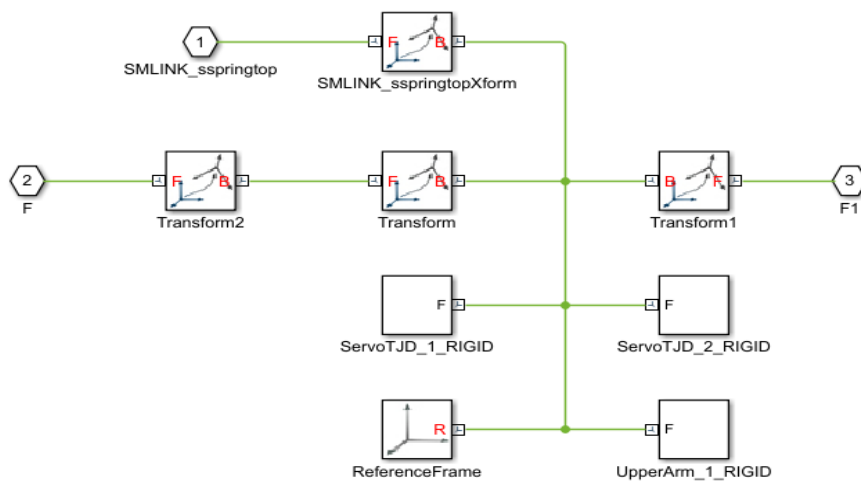 1
F B
SMLINK_sspringtop
SMLINK_sspringtopXform
2
F B
F B
B F
3
F
Transform2
Transform
Transform1
F1
F
F
ServoTJD_1_RIGID
ServoTJD_2_RIGID
R
F
ReferenceFrame
UpperArm_1_RIGID